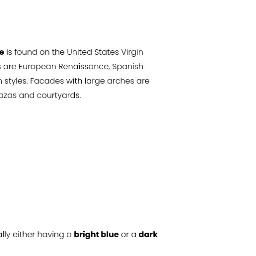 e is found on the United States Virgin
are European Renaissance, Spanish
styles. Facades with large arches are
azas and courtyards.
ally either having a bright blue or a dark